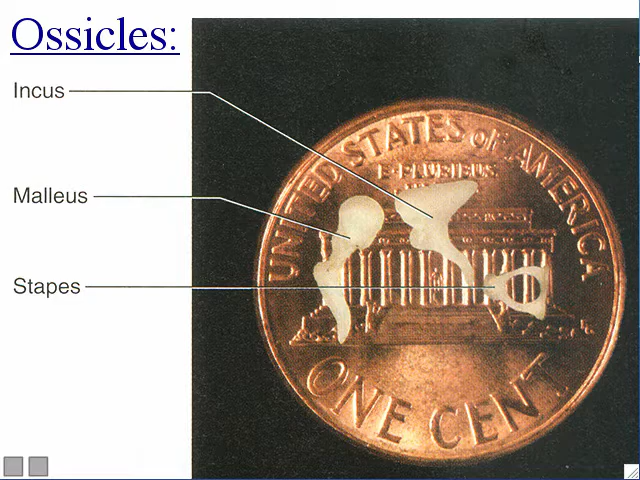 Ossicles:
Incus
Malleus
Stapes
UNITED STATES of AMERICA
E·PLURIBUS
ONE CENT